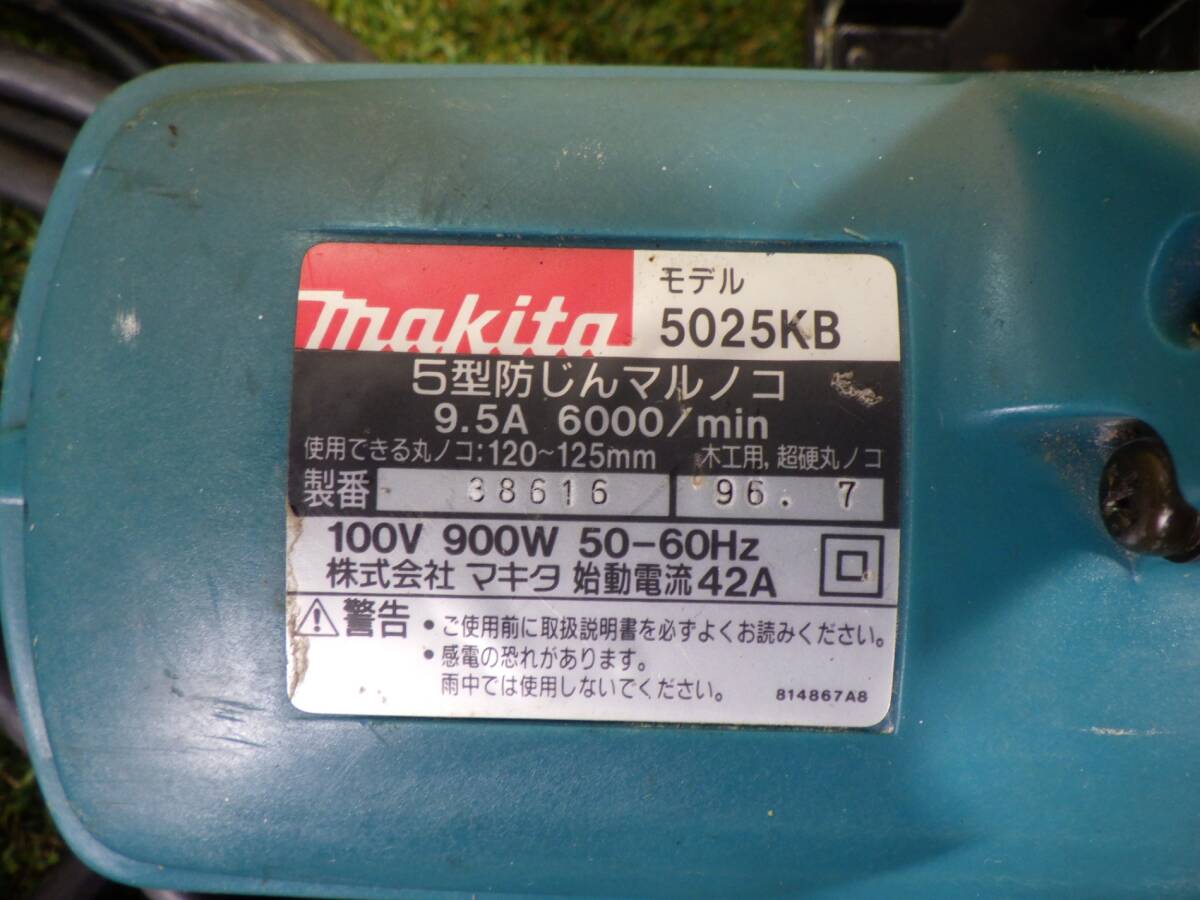 makita
モデル
5025KB
5型防じんマルノコ
9.5A 6000/min
使用できる丸ノコ:120~125mm 木工用,超硬丸ノコ
製番 38616 96. 7
100V 900W 50-60Hz
株式会社 マキタ 始動電流42A
警告 • ご使用前に取扱説明書を必ずよくお読みください。
• 感電の恐れがあります。
雨中では使用しないでください。
814867A8